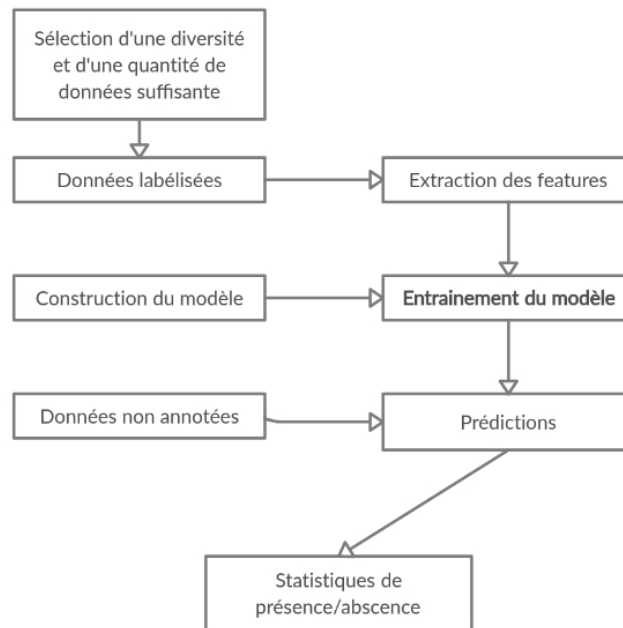 Sélection d'une diversité
et d'une quantité de
données suffisante
Données labélisées
Extraction des features
Construction du modèle
Entrainement du modèle
Données non annotées
Prédictions
Statistiques de
présence/abscence